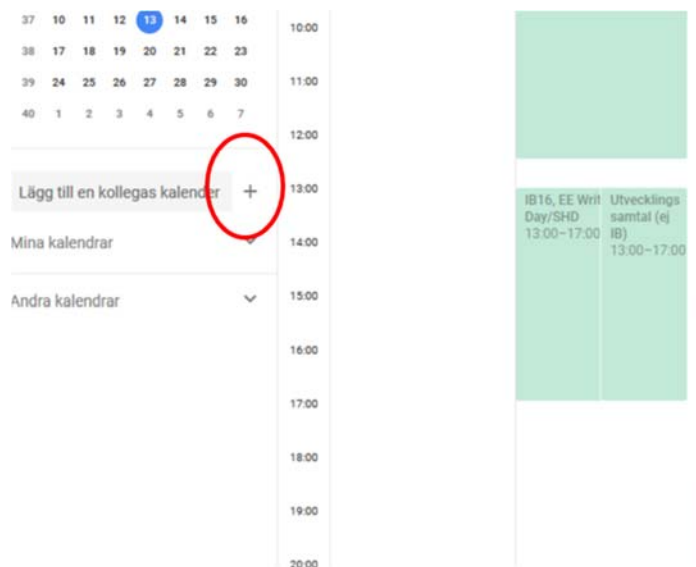 37 10 11 12 13 14 15 16
38 17 18 19 20 21 22 23
39 24 25 26 27 28 29 30
40 1 2 3 4 5 6 7
Lägg till en kollegas kalender +
Mina kalendrar
Andra kalendrar
10:00
11:00
12:00
13:00
14:00
15:00
16:00
17:00
18:00
19:00
20:00
IB16, EE Writ
Day/SHD
13:00–17:00
Utvecklings
samtal (ej
IB)
13:00–17:00